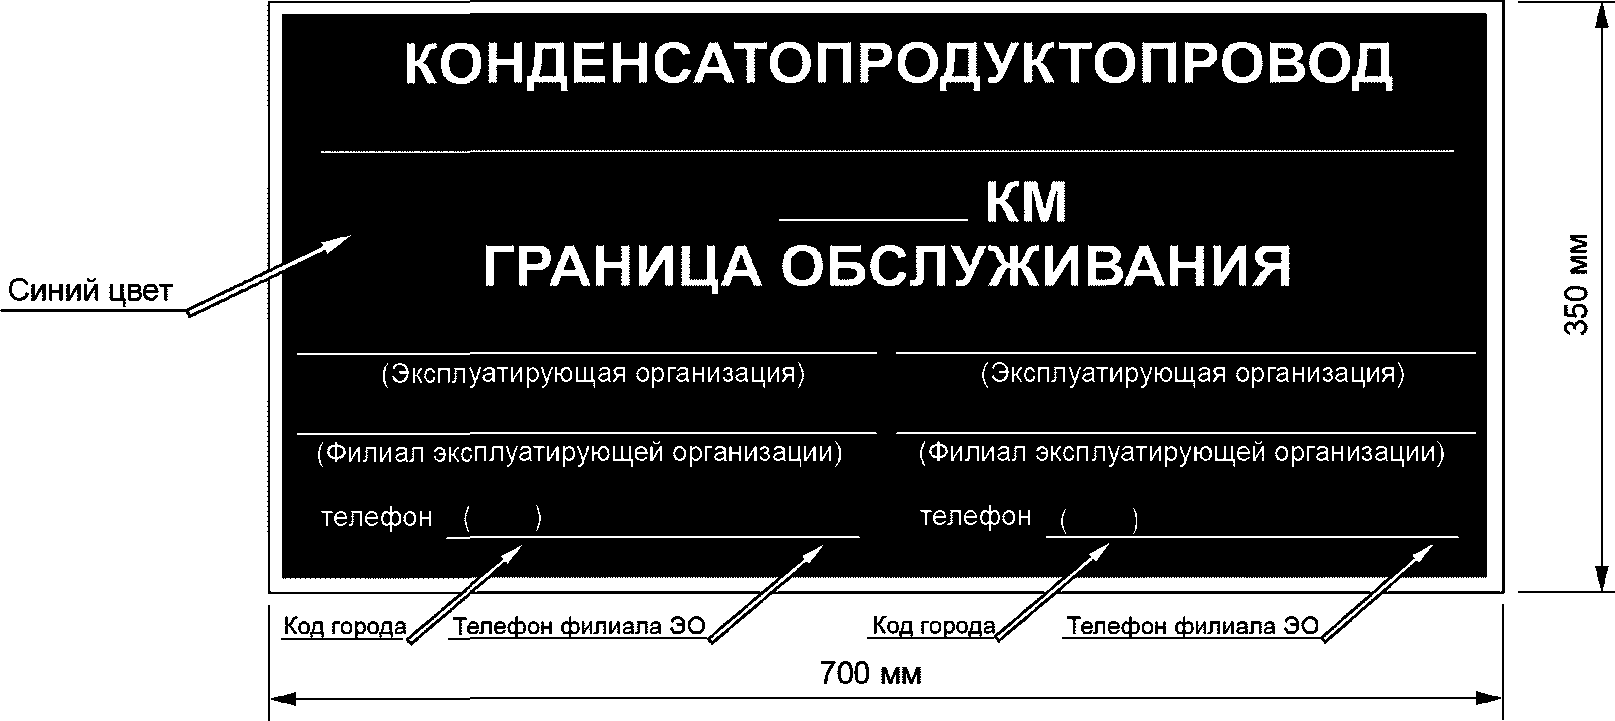 КОНДЕНСАТОПРОДУКТОПРОВОД
КМ
ГРАНИЦА ОБСЛУЖИВАНИЯ
Синий цвет
350 мм
(Эксплуатирующая организация) (Эксплуатирующая организация)
(Филиал эксплуатирующей организации) (Филиал эксплуатирующей организации)
телефон ( ) телефон ( )
Код города Телефон филиала ЭО Код города Телефон филиала ЭО
700 мм